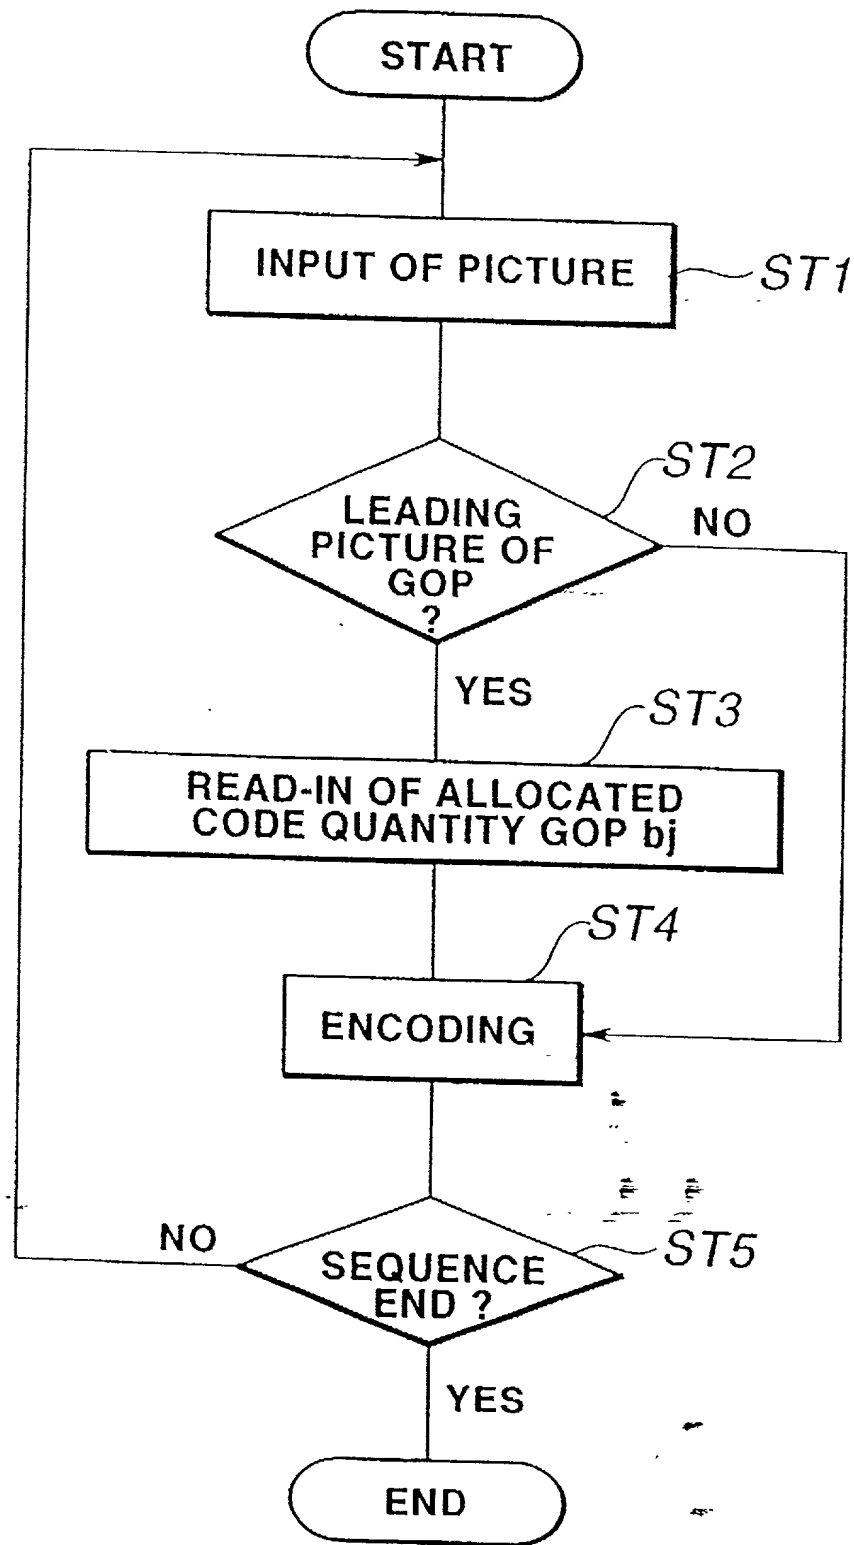 START
INPUT OF PICTURE
ST1
ST2
LEADING
PICTURE OF
GOP
?
NO
YES
ST3
READ-IN OF ALLOCATED
CODE QUANTITY GOP bj
ST4
ENCODING
NO
ST5
SEQUENCE
END ?
YES
END